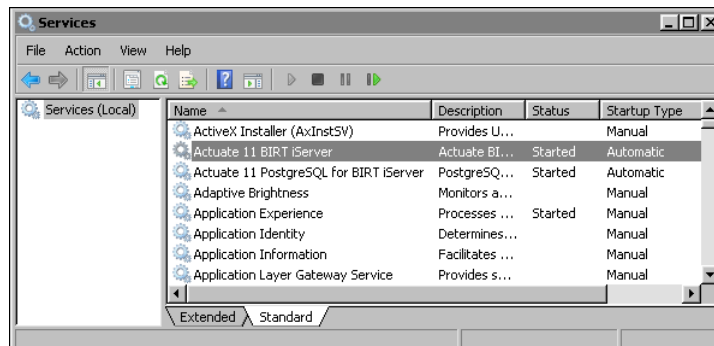 Services
File Action View Help
Services (Local)
Name Description Status Startup Type
ActiveX Installer (AxInstSV) Provides U... Manual
Actuate 11 BIRT iServer Actuate BI... Started Automatic
Actuate 11 PostgreSQL for BIRT iServer PostgreSQ... Started Automatic
Adaptive Brightness Monitors a... Manual
Application Experience Processes ... Started Manual
Application Identity Determines... Manual
Application Information Facilitates ... Manual
Application Layer Gateway Service Provides s... Manual
Extended Standard